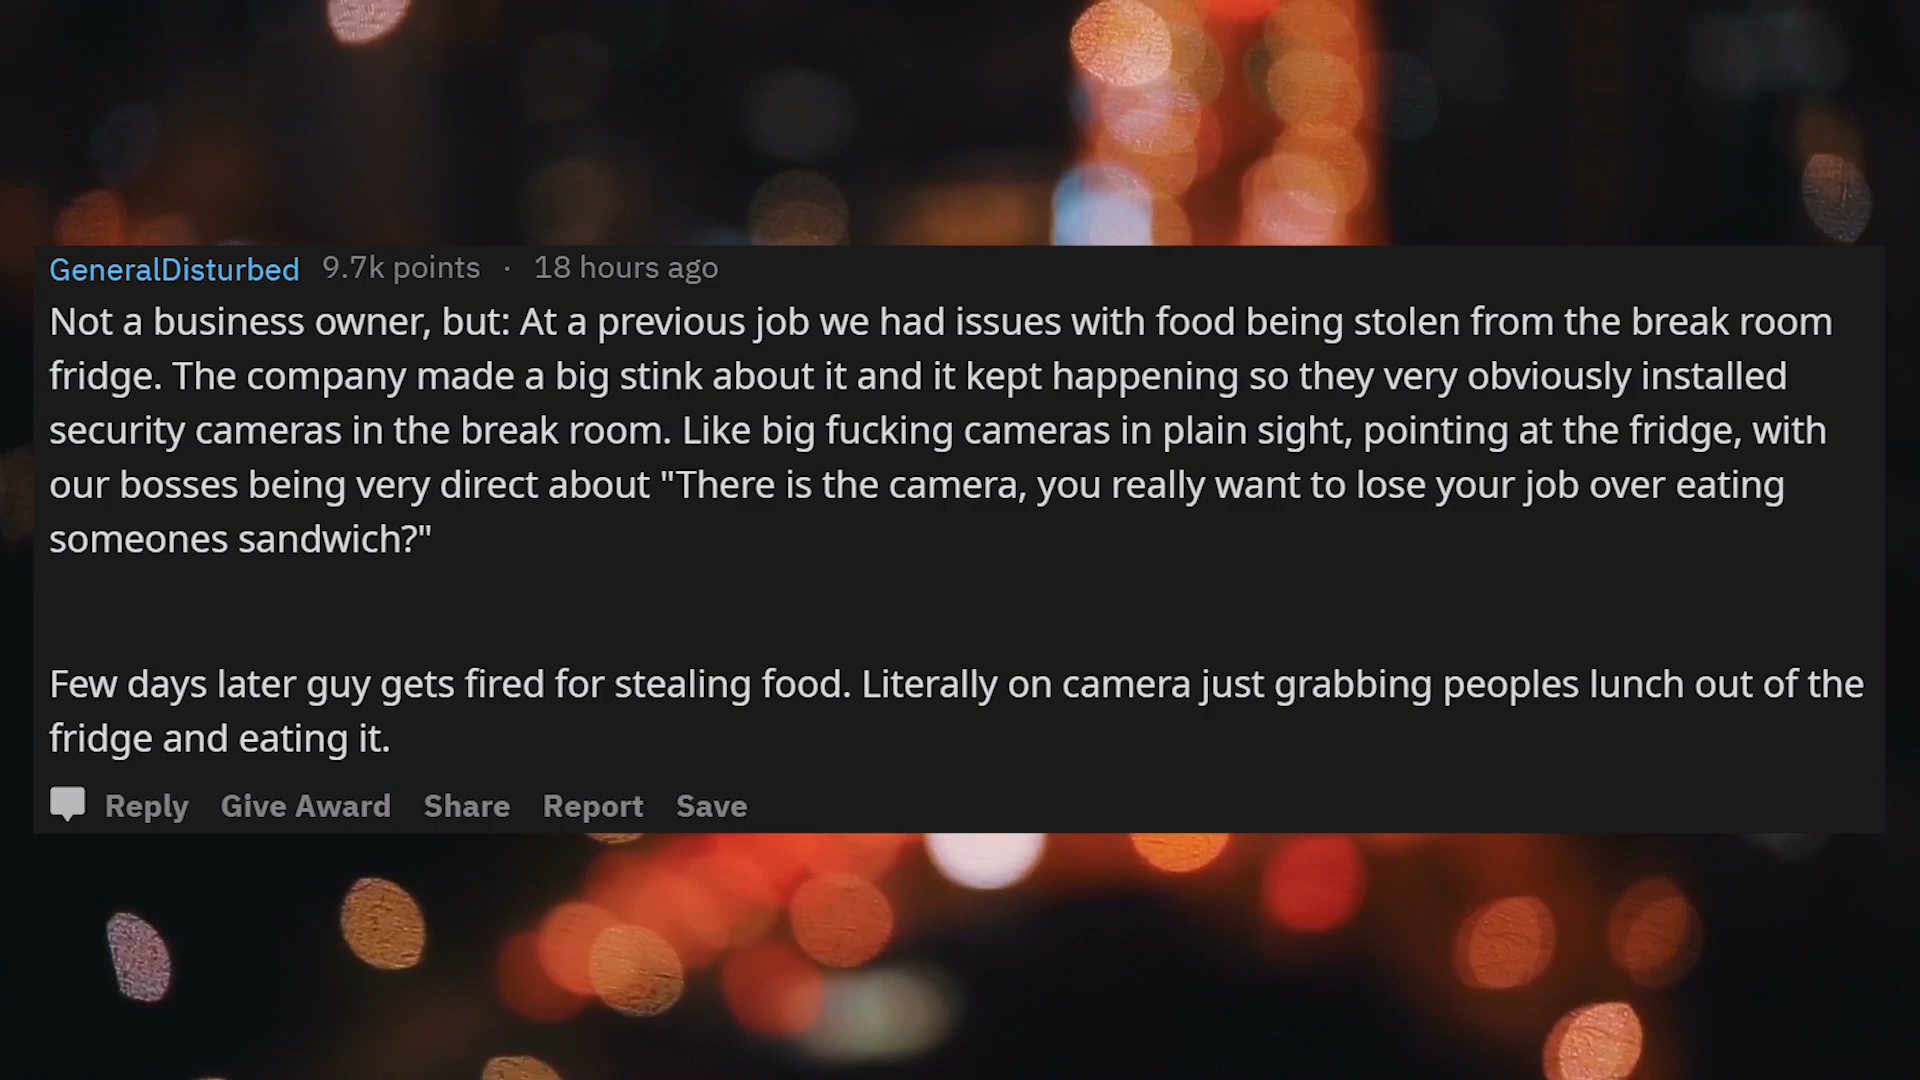 GeneralDisturbed 9.7k points · 18 hours ago
Not a business owner, but: At a previous job we had issues with food being stolen from the break room
fridge. The company made a big stink about it and it kept happening so they very obviously installed
security cameras in the break room. Like big fucking cameras in plain sight, pointing at the fridge, with
our bosses being very direct about "There is the camera, you really want to lose your job over eating
someones sandwich?"
Few days later guy gets fired for stealing food. Literally on camera just grabbing peoples lunch out of the
fridge and eating it.
Reply Give Award Share Report Save